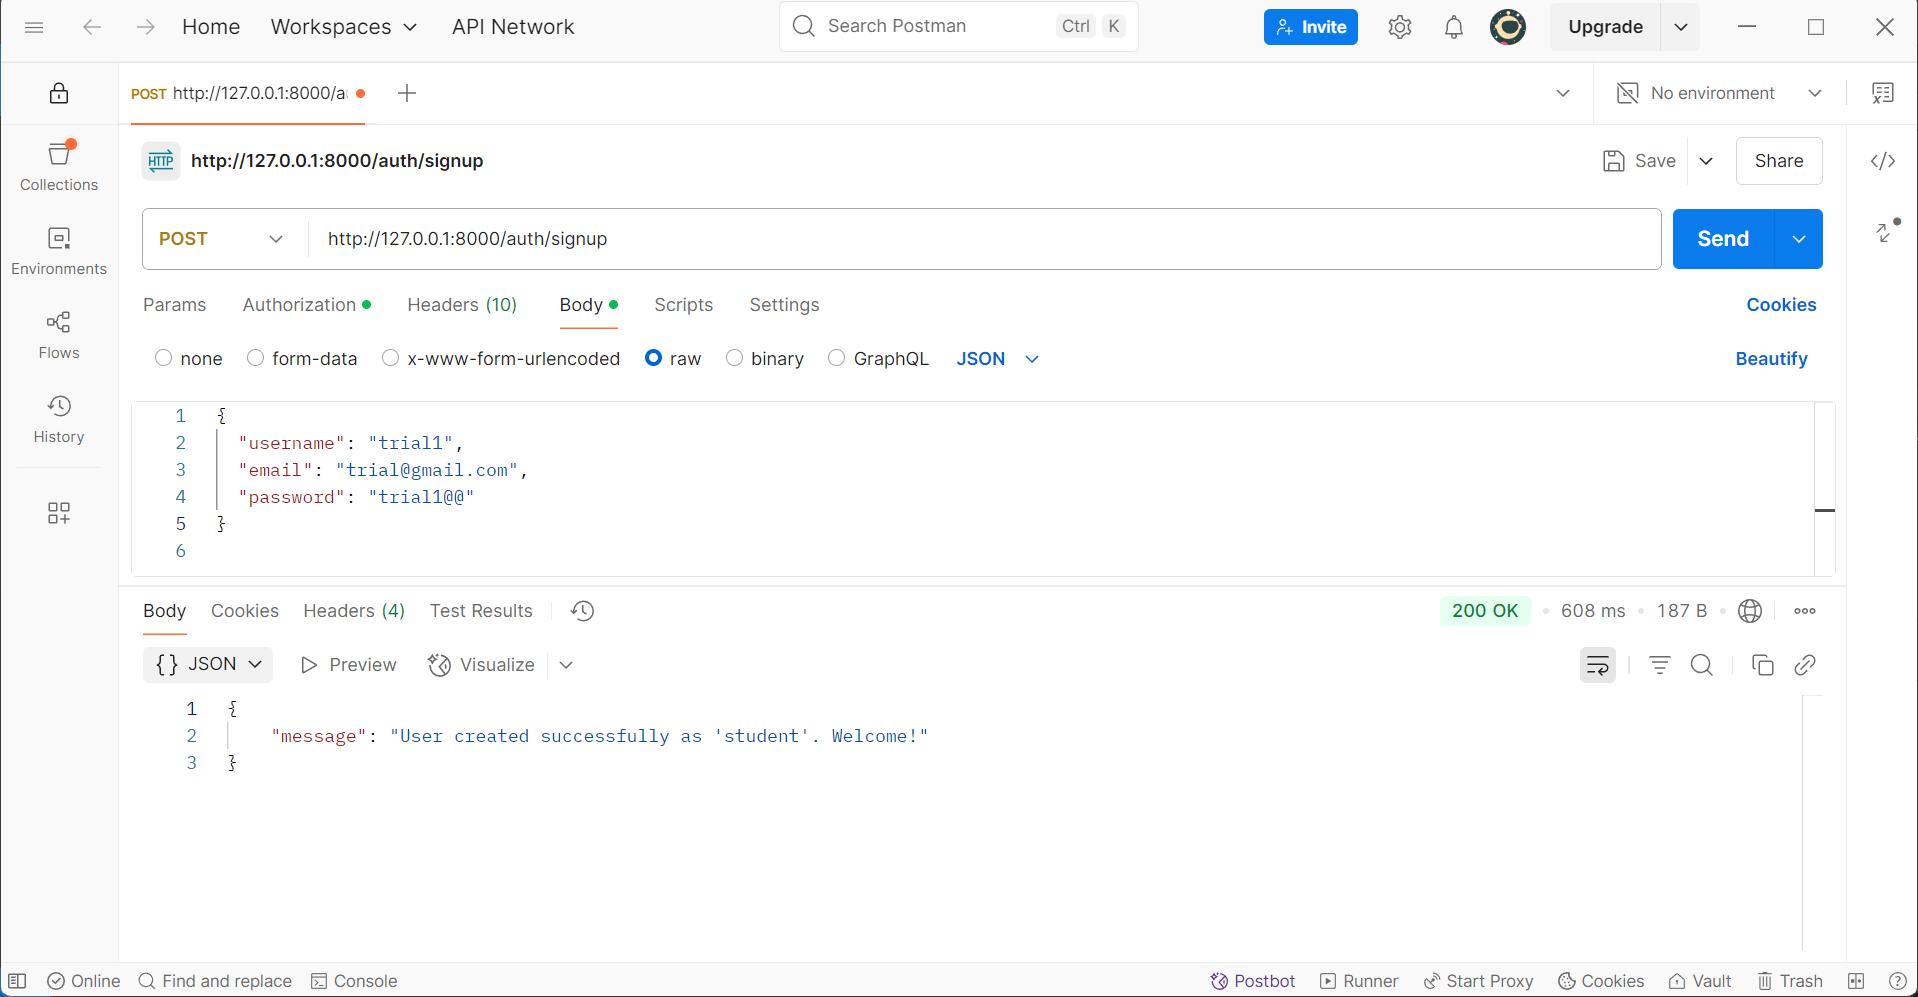 Home Workspaces API Network Search Postman Ctrl K Invite Upgrade
POST http://127.0.0.1:8000/a No environment
HTTP http://127.0.0.1:8000/auth/signup Save Share
Collections
POST http://127.0.0.1:8000/auth/signup Send
Environments
Params Authorization Headers (10) Body Scripts Settings Cookies
Flows
none form-data x-www-form-urlencoded raw binary GraphQL JSON Beautify
History
1 {
2 "username": "trial1",
3 "email": "trial@gmail.com",
4 "password": "trial1@@"
5 }
6
Body Cookies Headers (4) Test Results 200 OK • 608 ms • 187 B •
{} JSON Preview Visualize
1 {
2 "message": "User created successfully as 'student'. Welcome!"
3 }
Online Find and replace Console Postbot Runner Start Proxy Cookies Vault Trash